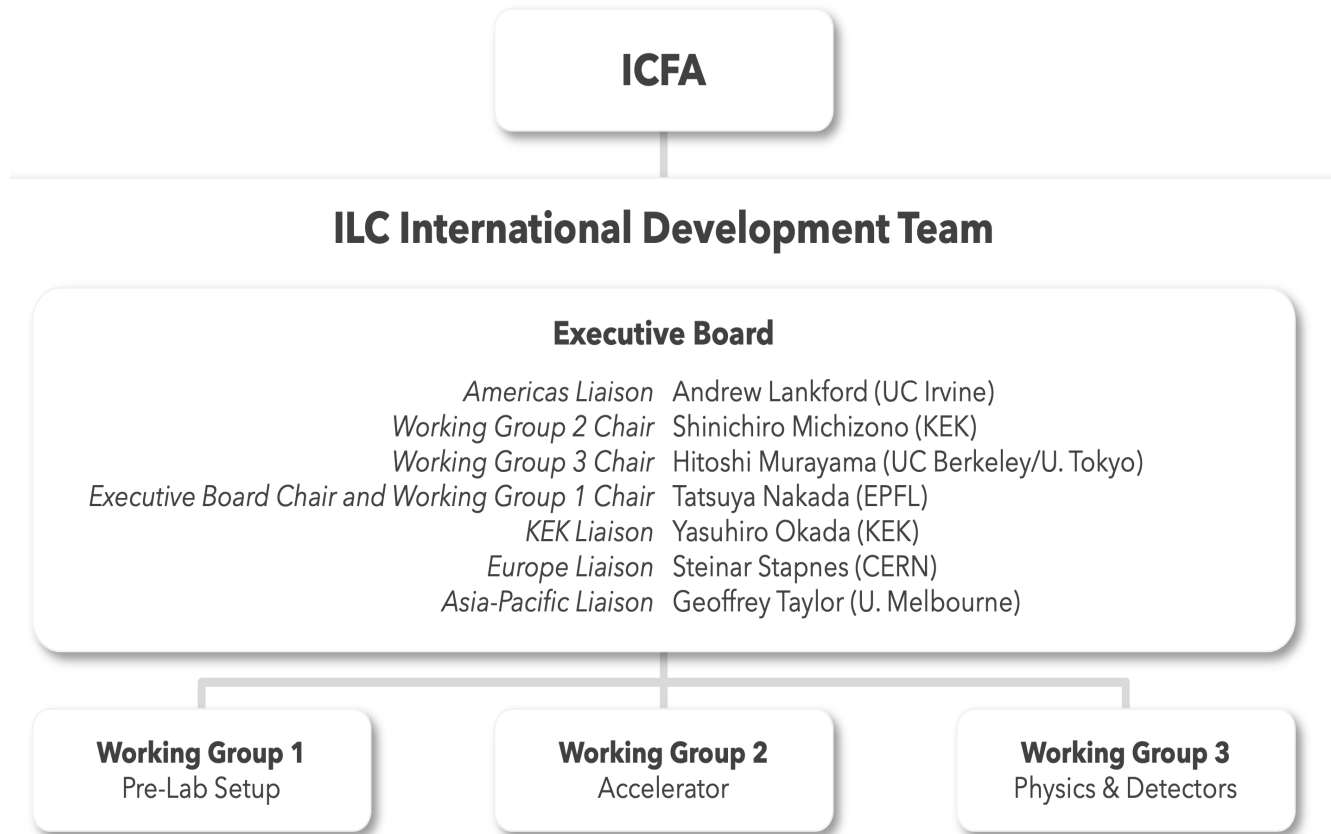 ICFA
ILC International Development Team
Executive Board
Americas Liaison Andrew Lankford (UC Irvine)
Working Group 2 Chair Shinichiro Michizono (KEK)
Working Group 3 Chair Hitoshi Murayama (UC Berkeley/U. Tokyo)
Executive Board Chair and Working Group 1 Chair Tatsuya Nakada (EPFL)
KEK Liaison Yasuhiro Okada (KEK)
Europe Liaison Steinar Stapnes (CERN)
Asia-Pacific Liaison Geoffrey Taylor (U. Melbourne)
Working Group 1
Pre-Lab Setup
Working Group 2
Accelerator
Working Group 3
Physics & Detectors